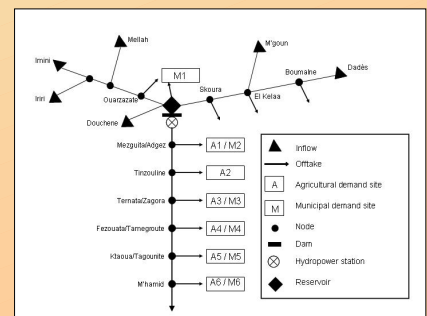 Mellah
M'goun
Imini
M1
Boumalne
Dadès
Skoura
Iriri
Ouarzazate
El Kelaa
Douchene
Mezguita/Adgez
A1 / M2
Tinzouline
A2
Ternata/Zagora
A3 / M3
Fezouata/Tamegroute
A4 / M4
Ktaoua/Tagounite
A5 / M5
M'hamid
A6 / M6
Inflow
Offtake
A
Agricultural demand site
M
Municipal demand site
Node
Dam
Hydropower station
Reservoir